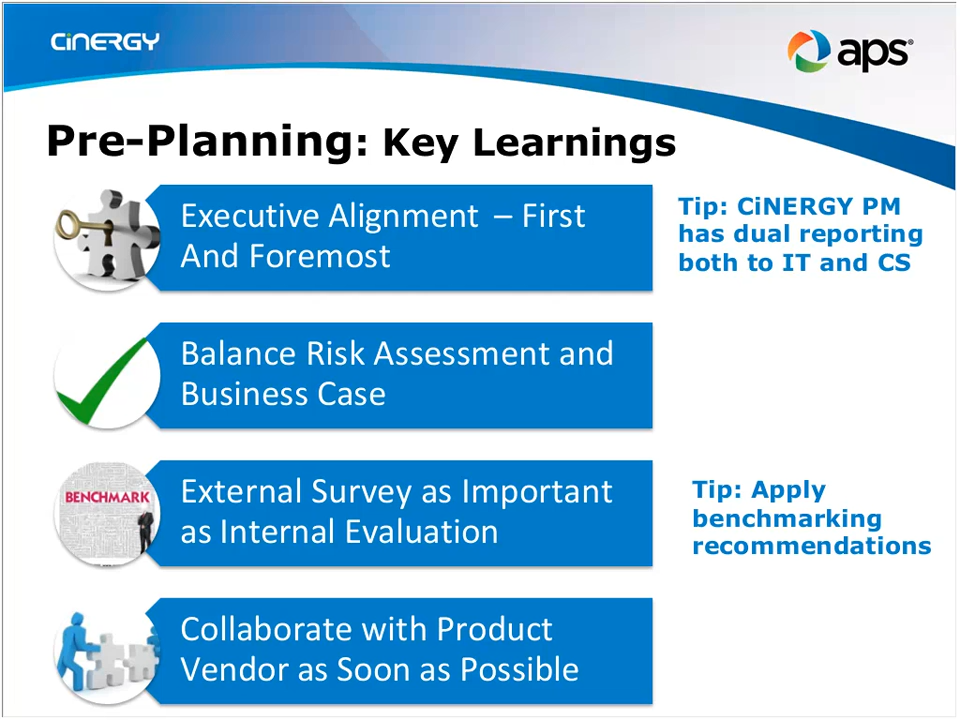 CiNERGY
aps®
Pre-Planning: Key Learnings
Executive Alignment – First
And Foremost
Tip: CiNERGY PM
has dual reporting
both to IT and CS
Balance Risk Assessment and
Business Case
BENCHMARK
External Survey as Important
as Internal Evaluation
Tip: Apply
benchmarking
recommendations
Collaborate with Product
Vendor as Soon as Possible